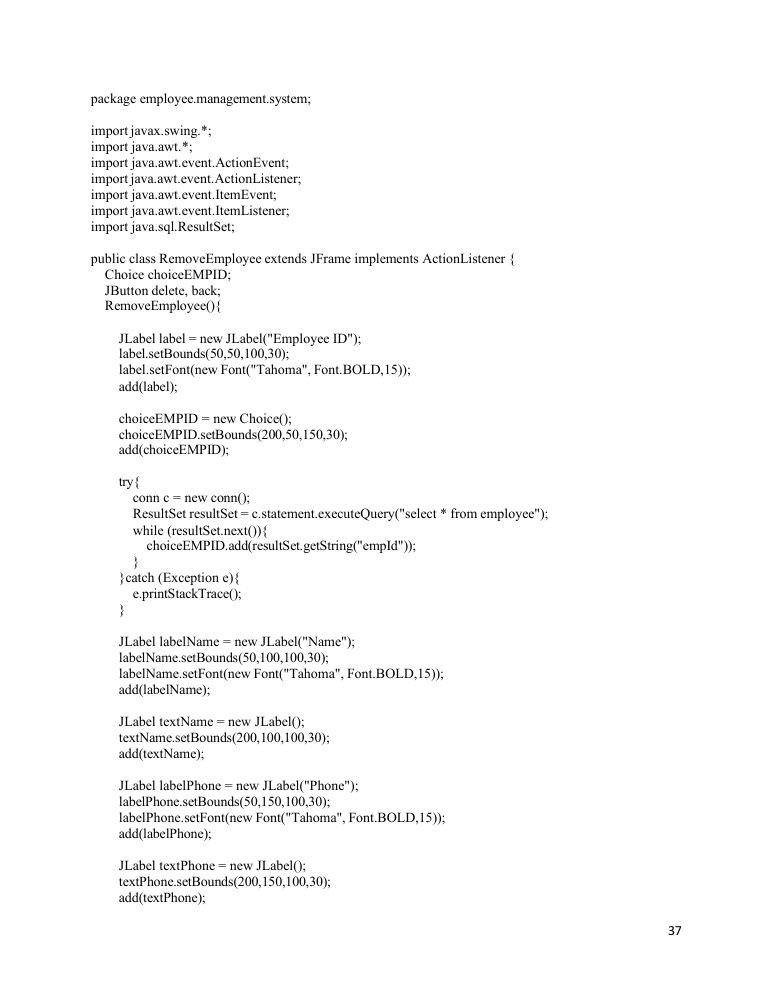 package employee.management.system;
import javax.swing.*;
import java.awt.*;
import java.awt.event.ActionEvent;
import java.awt.event.ActionListener;
import java.awt.event.ItemEvent;
import java.awt.event.ItemListener;
import java.sql.ResultSet;
public class RemoveEmployee extends JFrame implements ActionListener {
Choice choiceEMPID;
JButton delete, back;
RemoveEmployee(){
JLabel label = new JLabel("Employee ID");
label.setBounds(50,50,100,30);
label.setFont(new Font("Tahoma", Font.BOLD,15));
add(label);
choiceEMPID = new Choice();
choiceEMPID.setBounds(200,50,150,30);
add(choiceEMPID);
try{
conn c = new conn();
ResultSet resultSet = c.statement.executeQuery("select * from employee");
while (resultSet.next()){
choiceEMPID.add(resultSet.getString("empId"));
}
}catch (Exception e){
e.printStackTrace();
}
JLabel labelName = new JLabel("Name");
labelName.setBounds(50,100,100,30);
labelName.setFont(new Font("Tahoma", Font.BOLD,15));
add(labelName);
JLabel textName = new JLabel();
textName.setBounds(200,100,100,30);
add(textName);
JLabel labelPhone = new JLabel("Phone");
labelPhone.setBounds(50,150,100,30);
labelPhone.setFont(new Font("Tahoma", Font.BOLD,15));
add(labelPhone);
JLabel textPhone = new JLabel();
textPhone.setBounds(200,150,100,30);
add(textPhone);
37